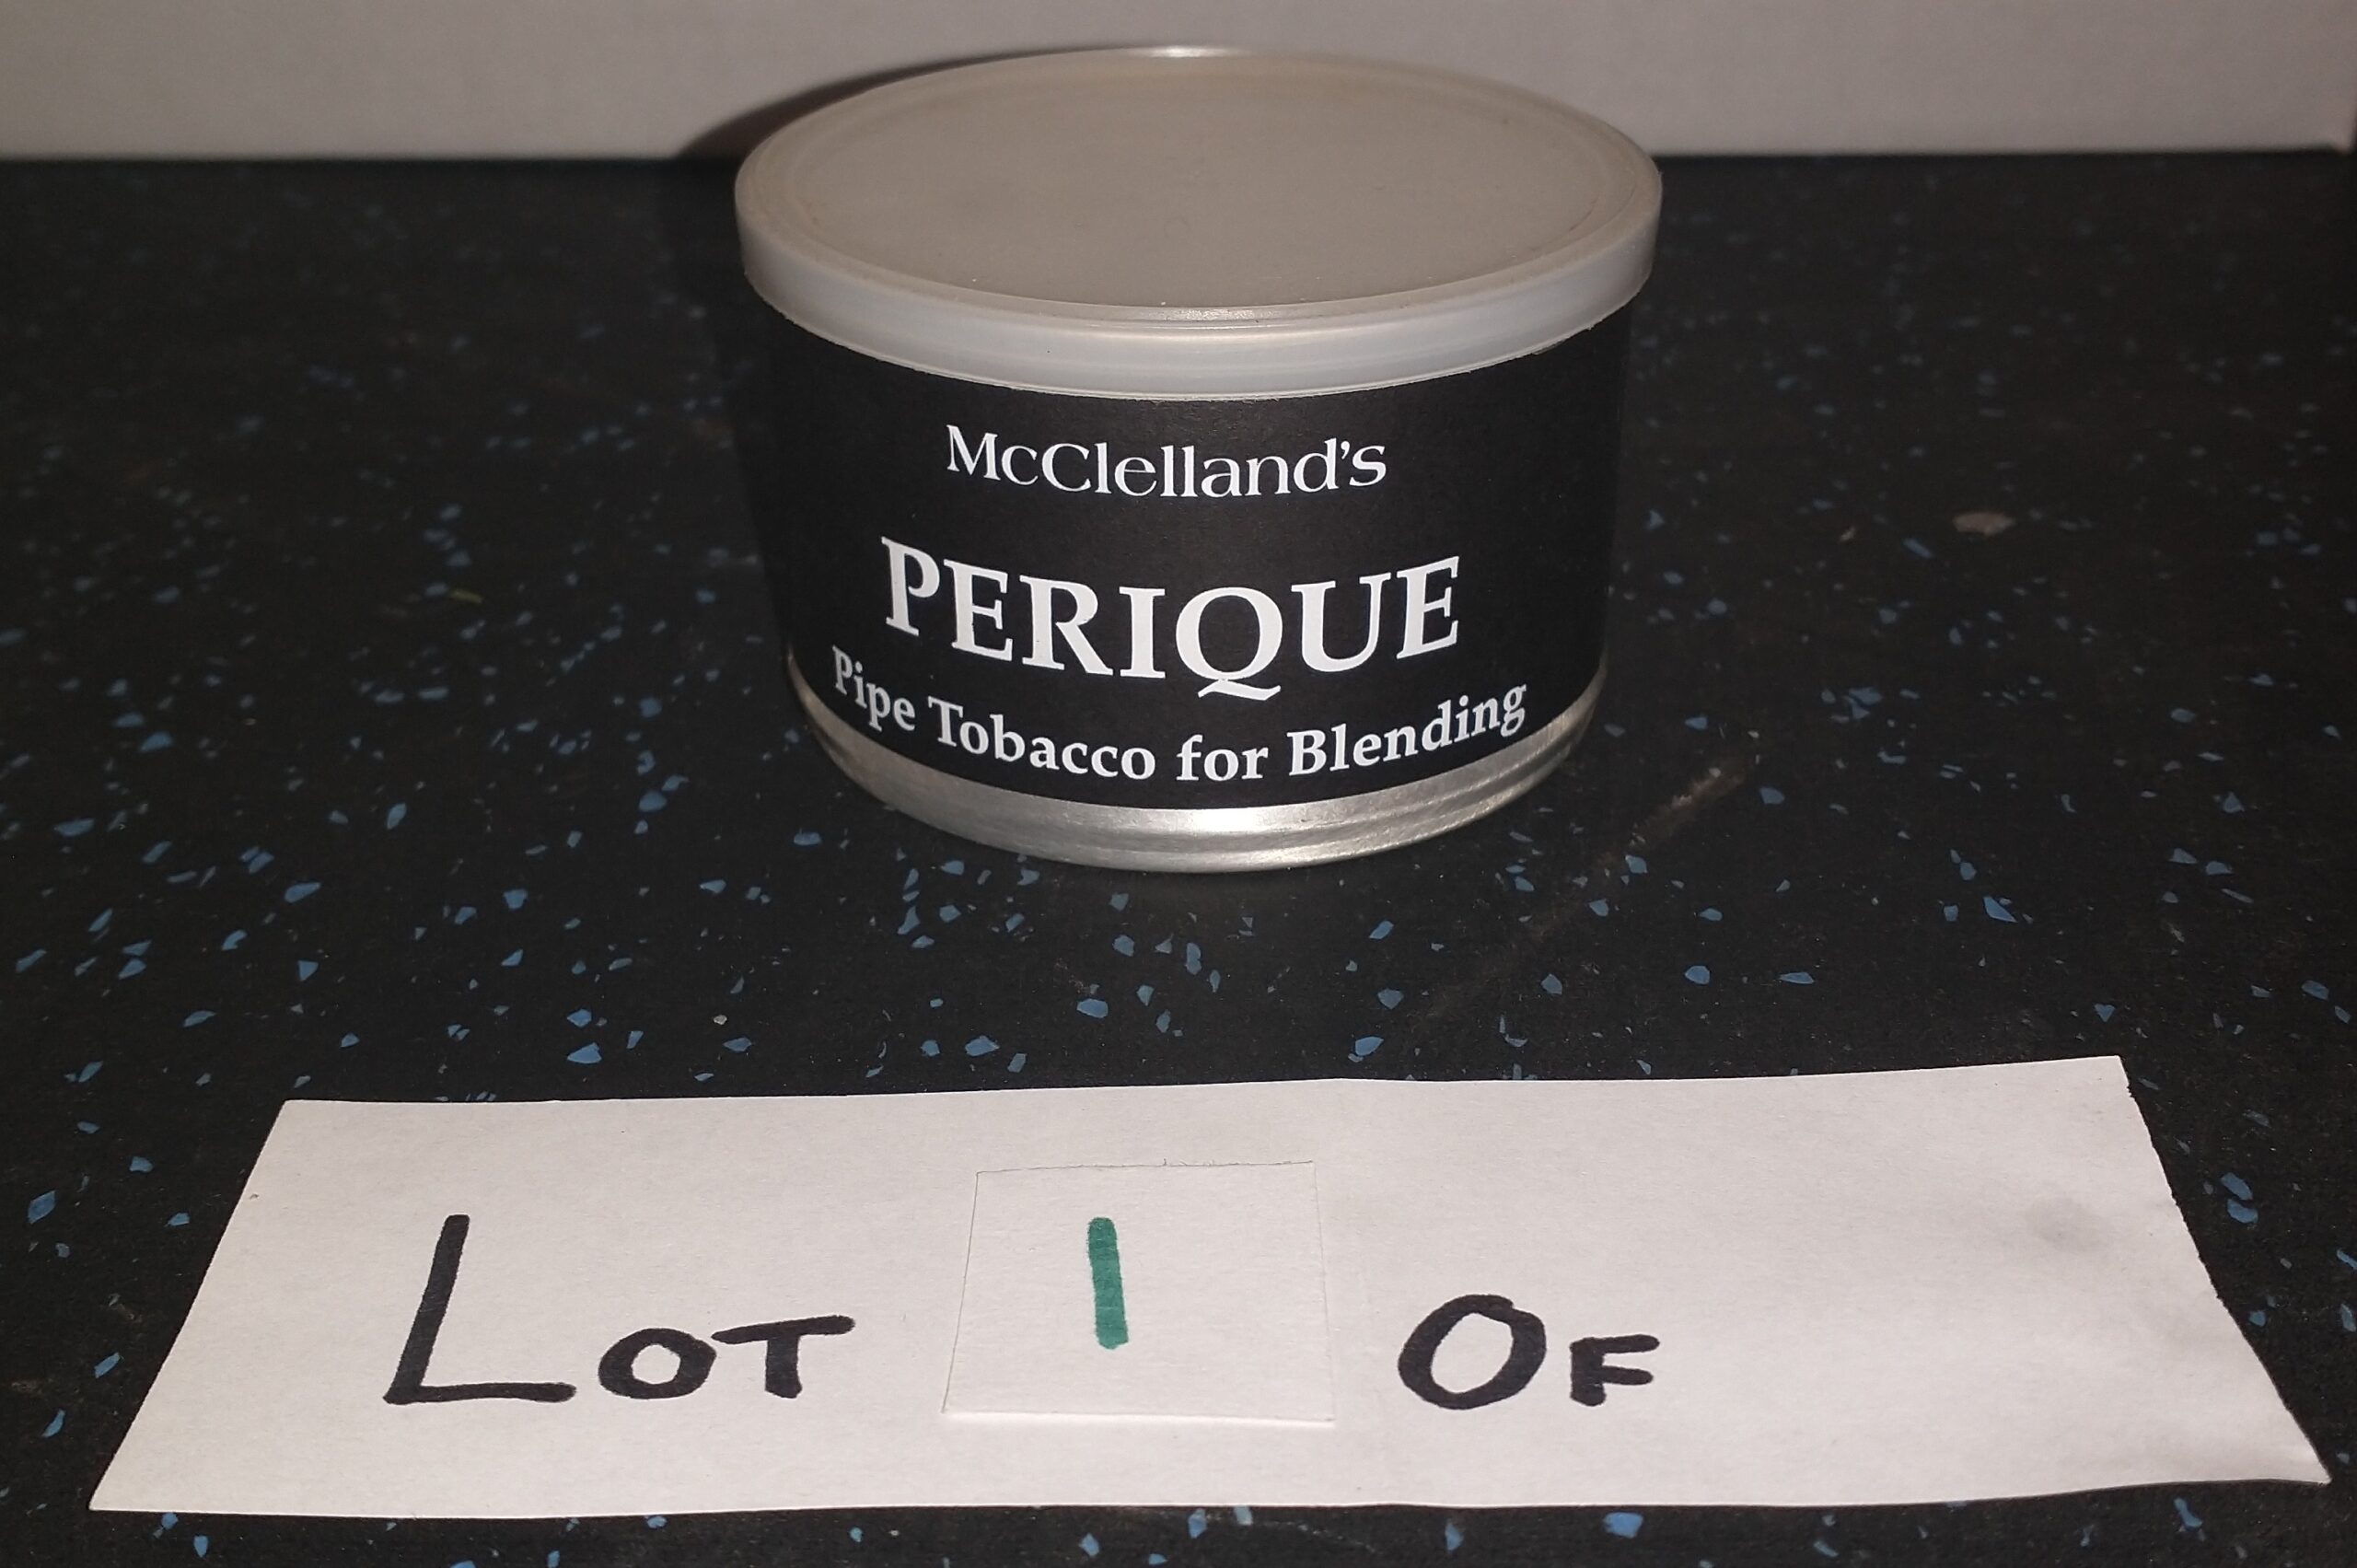 McClelland's
PERIQUE
Pipe Tobacco for Blending
LOT 1 OF